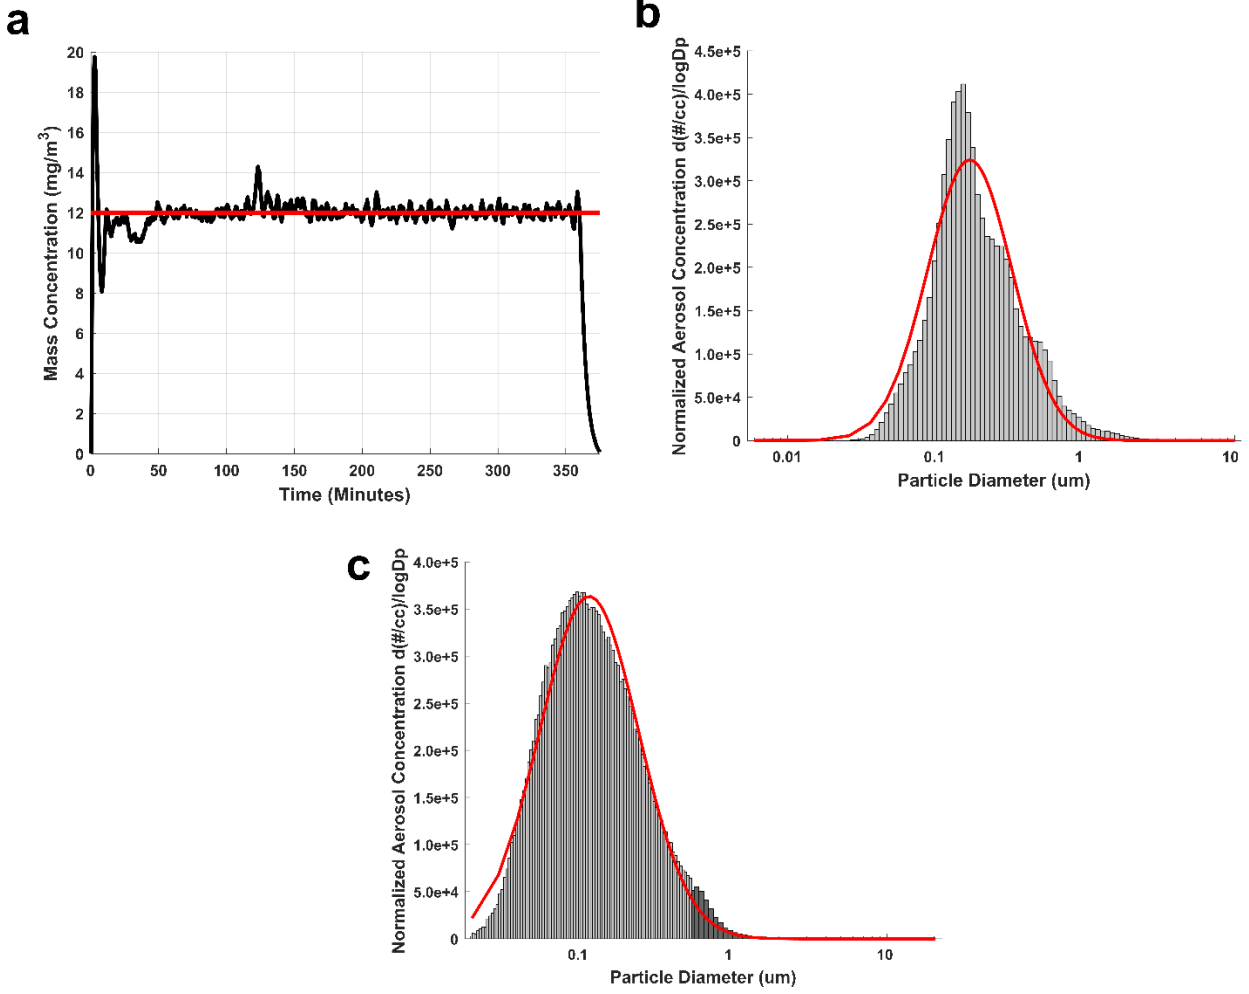 a
Mass Concentration (mg/m³)
20
18
16
14
12
10
8
6
4
2
0
0 50 100 150 200 250 300 350
Time (Minutes)
b
Normalized Aerosol Concentration d(#/cc)/logDp
4.5e+5
4.0e+5
3.5e+5
3.0e+5
2.5e+5
2.0e+5
1.5e+5
1.0e+5
5.0e+4
0
0.01 0.1 1 10
Particle Diameter (um)
c
Normalized Aerosol Concentration d(#/cc)/logDp
4.0e+5
3.5e+5
3.0e+5
2.5e+5
2.0e+5
1.5e+5
1.0e+5
5.0e+4
0
0.1 1 10
Particle Diameter (um)